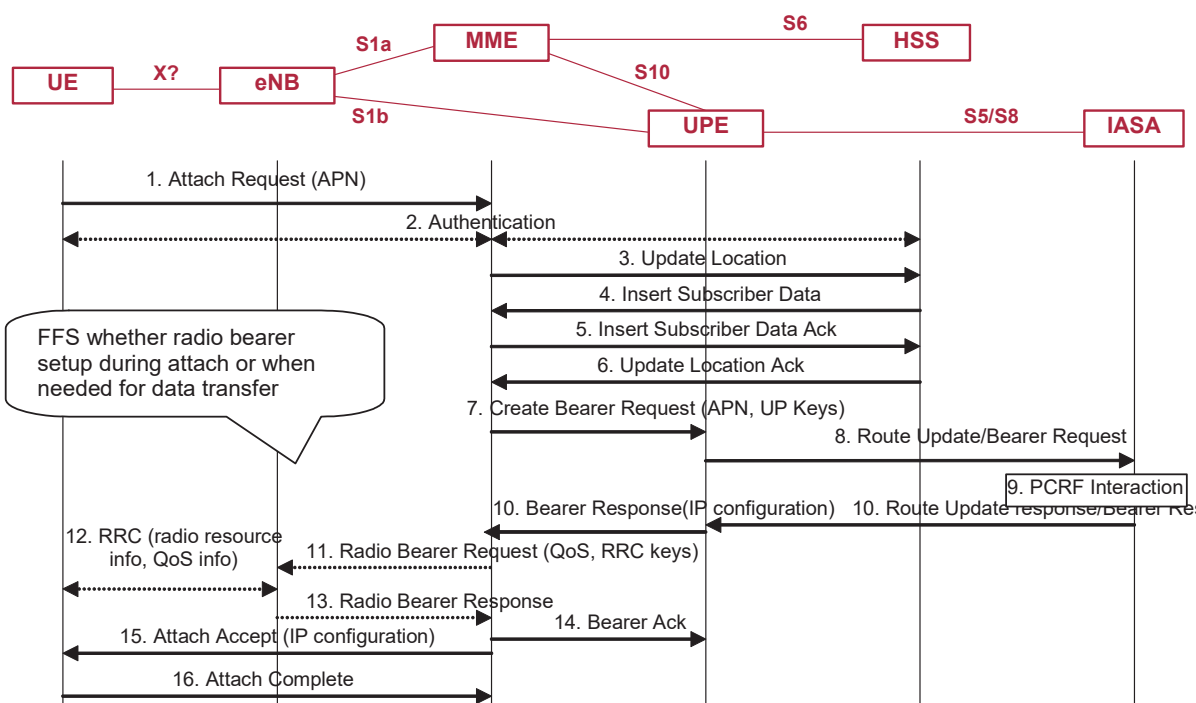 S6
S1a
MME
HSS
X?
S10
UE
eNB
S1b
UPE
S5/S8
IASA
1. Attach Request (APN)
2. Authentication
3. Update Location
4. Insert Subscriber Data
FFS whether radio bearer
setup during attach or when
needed for data transfer
5. Insert Subscriber Data Ack
6. Update Location Ack
7. Create Bearer Request (APN, UP Keys)
8. Route Update/Bearer Request
9. PCRF Interaction
10. Bearer Response(IP configuration)
10. Route Update response/Bearer Res
12. RRC (radio resource
info, QoS info)
11. Radio Bearer Request (QoS, RRC keys)
13. Radio Bearer Response
14. Bearer Ack
15. Attach Accept (IP configuration)
16. Attach Complete